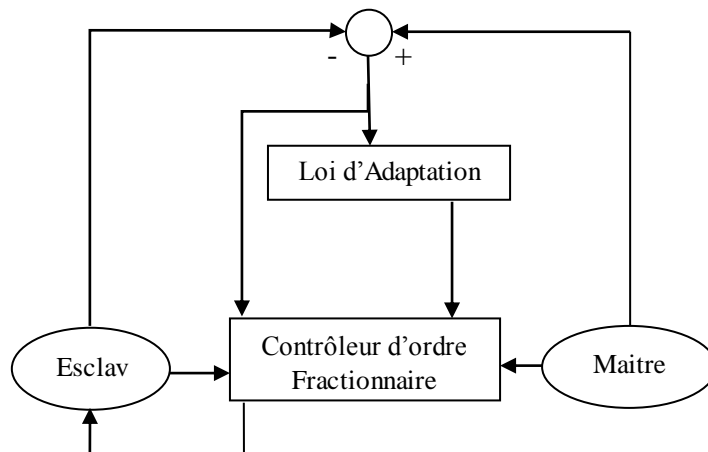 - +
Loi d’Adaptation
Contrôleur d’ordre
Fractionnaire
Esclav
Maitre